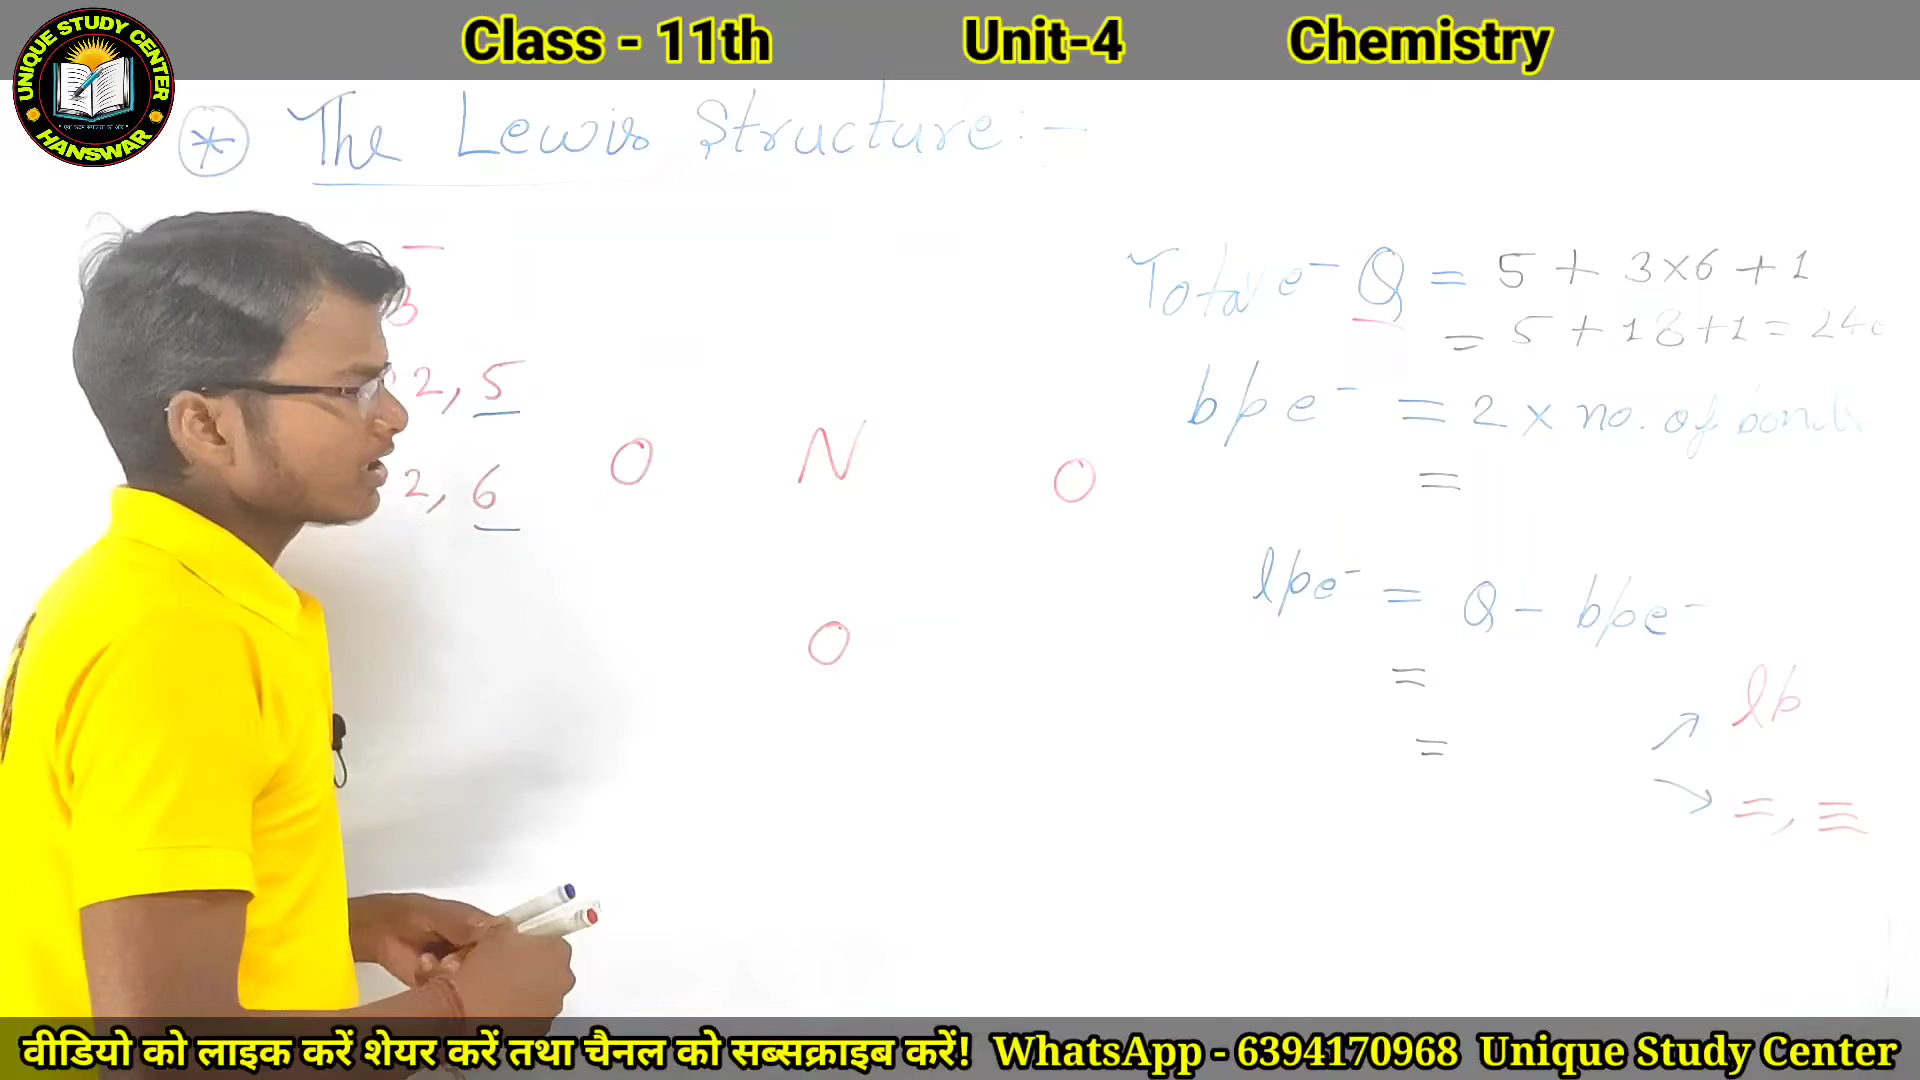 Class - 11th Unit-4 Chemistry
UNIQUE STUDY CENTER
HANSWAR
* The Lewis Structure:-
3 −
2, 5
2, 6
O N O
O
Total e⁻ Q = 5 + 3×6 + 1
= 5 + 18 + 1 = 24e
bpe⁻ = 2 × no. of bonds
=
lpe⁻ = Q − bpe⁻
=
=
lp
=, ≡
वीडियो को लाइक करें शेयर करें तथा चैनल को सब्सक्राइब करें! WhatsApp - 6394170968 Unique Study Center